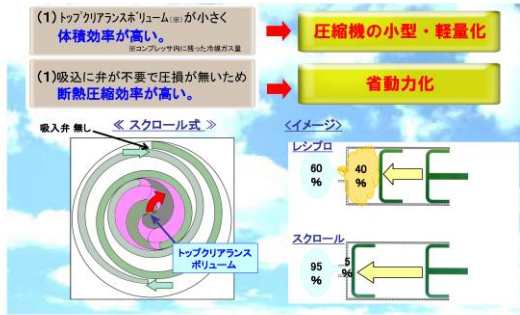 (1)トップクリアランスボリューム(※)が小さく
体積効率が高い。
※コンプレッサ内に残った冷媒ガス量
圧縮機の小型・軽量化
(1)吸込に弁が不要で圧損が無いため
断熱圧縮効率が高い。
省動力化
吸入弁 無し
≪ スクロール式 ≫
<イメージ>
レシプロ
60
%
40
%
トップクリアランス
ボリューム
スクロール
95
%
5
%